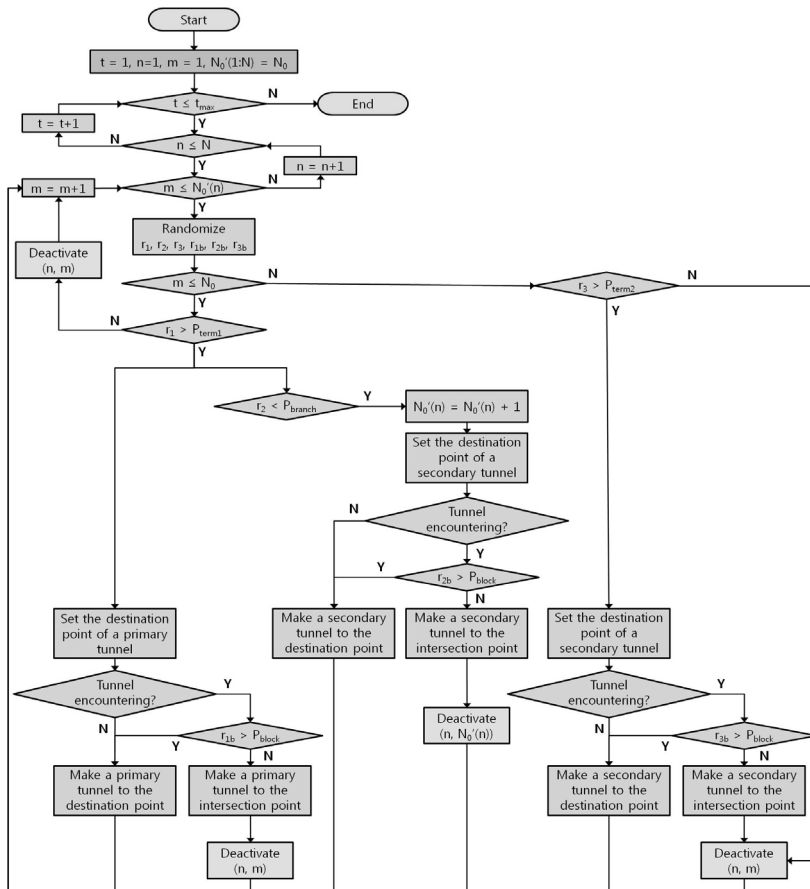 Start
t = 1, n=1, m = 1, N₀′(1:N) = N₀
t ≤ tₘₐₓ
N
End
t = t+1
Y
N
n ≤ N
n = n+1
Y
m = m+1
m ≤ N₀′(n)
N
Y
Randomize
r₁, r₂, r₃, r₁b, r₂b, r₃b
Deactivate
(n, m)
m ≤ N₀
N
r₃ > Pterm2
N
Y
Y
N
r₁ > Pterm1
Y
r₂ < Pbranch
Y
N₀′(n) = N₀′(n) + 1
Set the destination
point of a
secondary tunnel
N
Tunnel
encountering?
Y
Y
r₂b > Pblock
N
Set the destination
point of a primary
tunnel
Make a secondary
tunnel to the
destination point
Make a secondary
tunnel to the
intersection point
Set the destination
point of a
secondary tunnel
Tunnel
encountering?
Y
N
Y
r₁b > Pblock
N
Deactivate
(n, N₀′(n))
Tunnel
encountering?
Y
N
Y
r₃b > Pblock
N
Make a primary
tunnel to the
destination point
Make a primary
tunnel to the
intersection point
Make a secondary
tunnel to the
destination point
Make a secondary
tunnel to the
intersection point
Deactivate
(n, m)
Deactivate
(n, m)